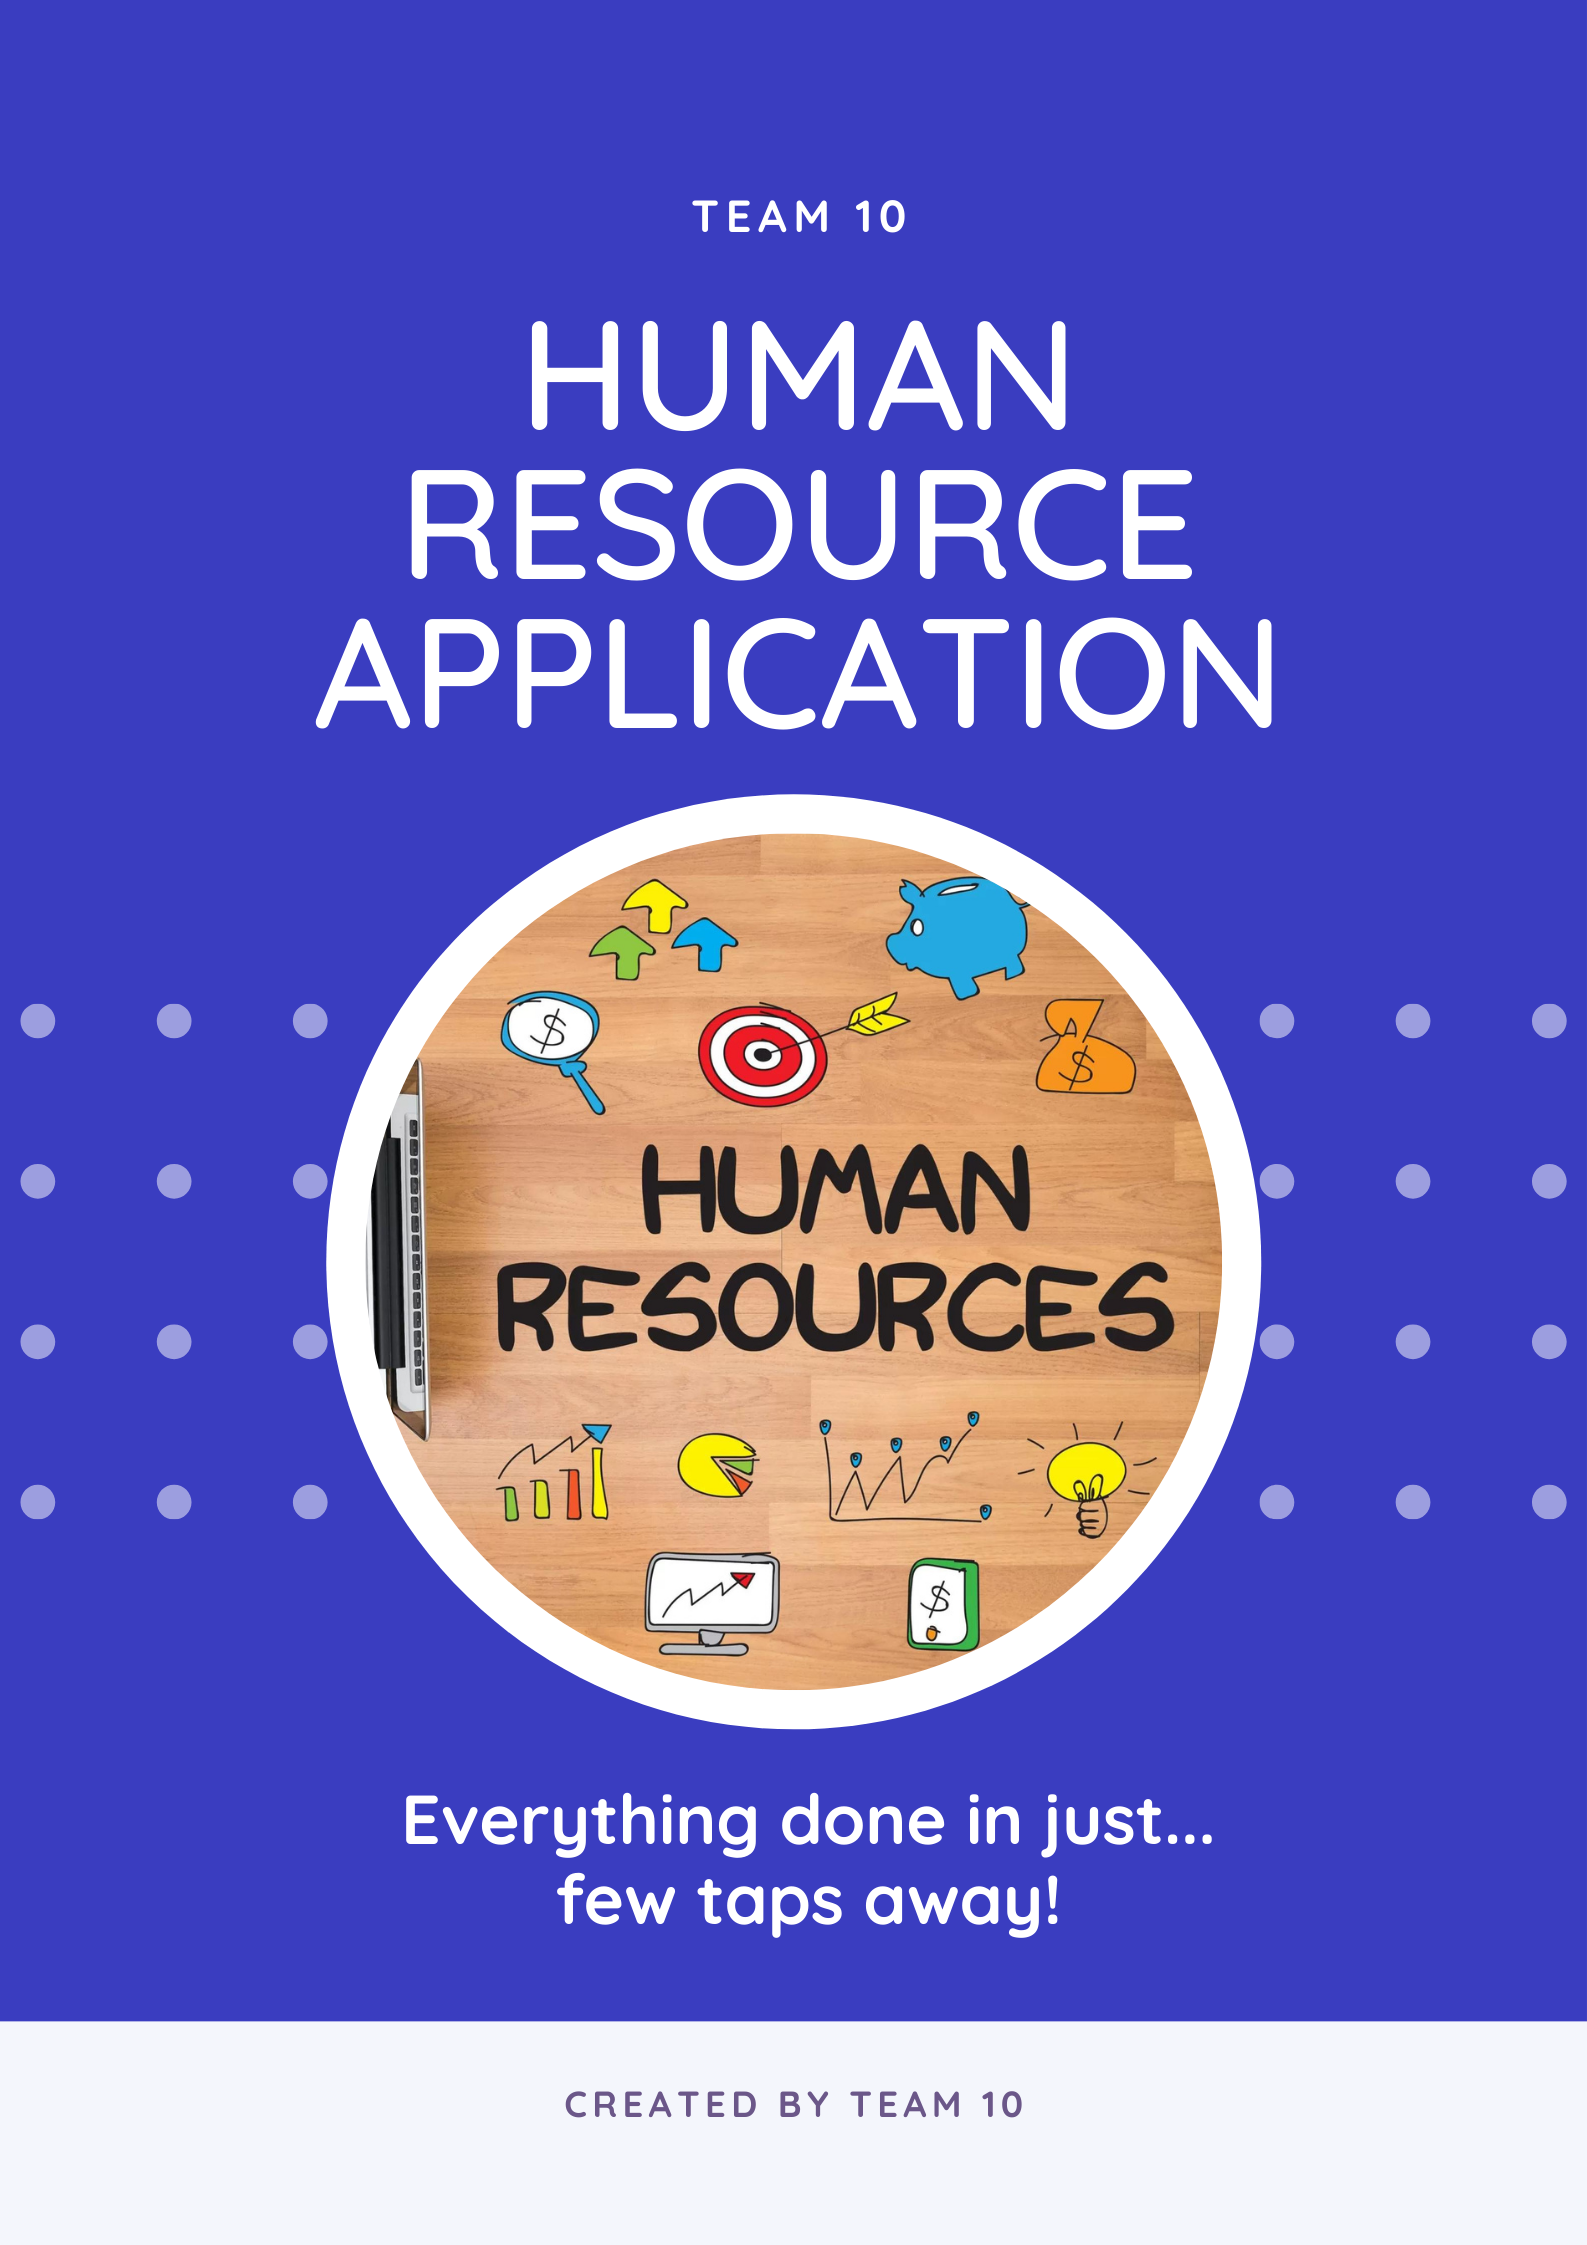 TEAM 10
HUMAN
RESOURCE
APPLICATION
$
$
HUMAN
RESOURCES
$
Everything done in just...
few taps away!
CREATED BY TEAM 10